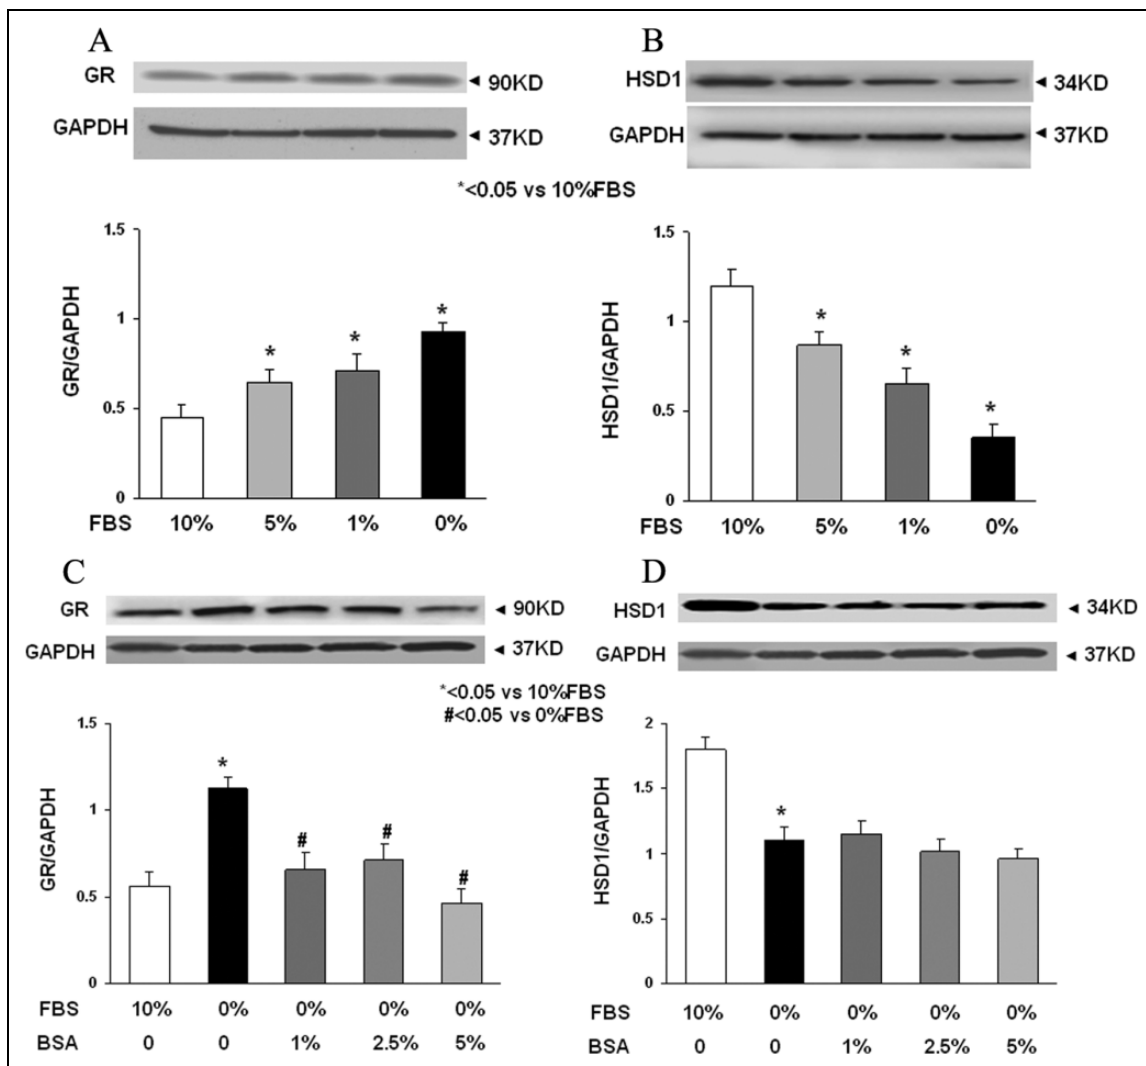 A
GR
◄ 90KD
GAPDH
◄ 37KD
B
HSD1
◄ 34KD
GAPDH
◄ 37KD
*<0.05 vs 10%FBS
GR/GAPDH
1.5
1
0.5
0
* * *
FBS 10% 5% 1% 0%
HSD1/GAPDH
1.5
1
0.5
0
* * *
FBS 10% 5% 1% 0%
C
GR
◄ 90KD
GAPDH
◄ 37KD
D
HSD1
◄ 34KD
GAPDH
◄ 37KD
*<0.05 vs 10%FBS
#<0.05 vs 0%FBS
GR/GAPDH
1.5
1
0.5
0
* # # #
FBS 10% 0% 0% 0% 0%
BSA 0 0 1% 2.5% 5%
HSD1/GAPDH
2
1.5
1
0.5
0
*
FBS 10% 0% 0% 0% 0%
BSA 0 0 1% 2.5% 5%